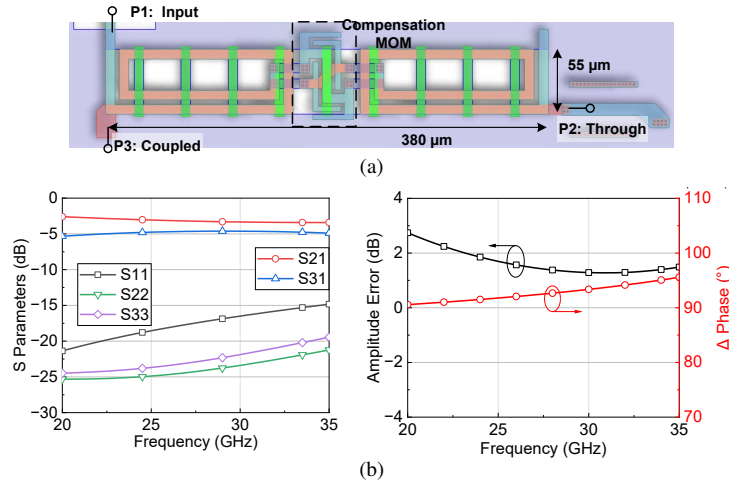 P1: Input
Compensation
MOM
55 µm
380 µm
P2: Through
P3: Coupled
(a)
S Parameters (dB)
0
−5
−10
−15
−20
−25
−30
S21
S31
S11
S22
S33
20
25
30
35
Frequency (GHz)
Amplitude Error (dB)
4
2
0
2
4
20
25
30
35
Frequency (GHz)
110
100
90
80
70
Δ Phase (°)
(b)